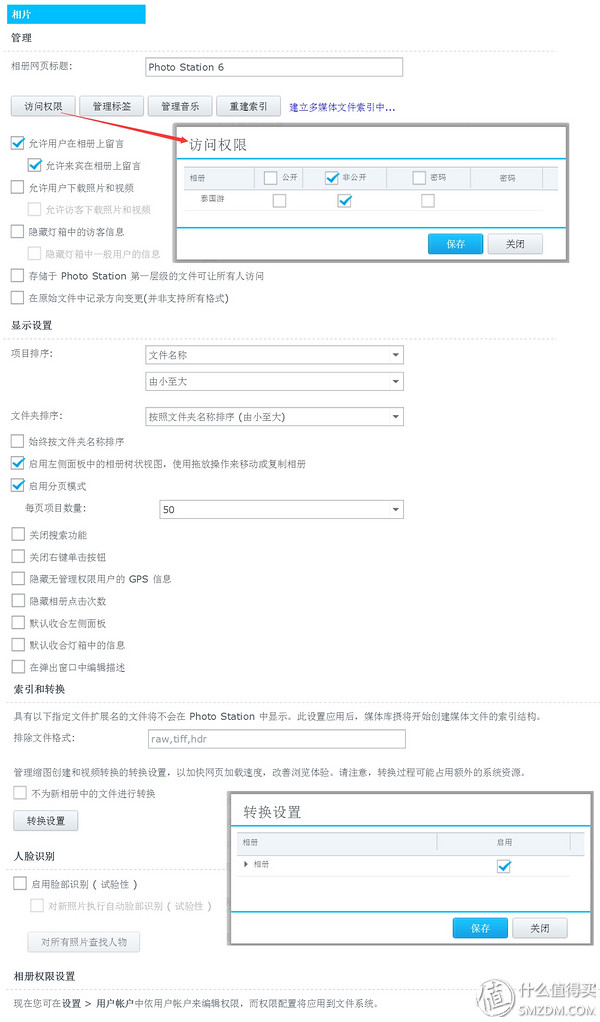 相片
管理
相册网页标题: Photo Station 6
访问权限 管理标签 管理音乐 重建索引 建立多媒体文件索引中...
允许用户在相册上留言
允许来宾在相册上留言
允许用户下载照片和视频
允许访客下载照片和视频
隐藏灯箱中的访客信息
隐藏灯箱中一般用户的信息
存储于 Photo Station 第一层级的文件可让所有人访问
在原始文件中记录方向变更(并非支持所有格式)
访问权限
相册 公开 非公开 密码 密码
泰国游
保存 关闭
显示设置
项目排序: 文件名称
由小至大
文件夹排序: 按照文件夹名称排序 (由小至大)
始终按文件夹名称排序
启用左侧面板中的相册树状视图，使用拖放操作来移动或复制相册
启用分页模式
每页项目数量: 50
关闭搜索功能
关闭右键单击按钮
隐藏无管理权限用户的 GPS 信息
隐藏相册点击次数
默认收合左侧面板
默认收合灯箱中的信息
在弹出窗口中编辑描述
索引和转换
具有以下指定文件扩展名的文件将不会在 Photo Station 中显示。此设置应用后，媒体库摂将开始创建媒体文件的索引结构。
排除文件格式: raw,tiff,hdr
管理缩图创建和视频转换的转换设置，以加快网页加载速度，改善浏览体验。请注意，转换过程可能占用额外的系统资源。
不为新相册中的文件进行转换
转换设置
转换设置
相册 启用
相册
保存 关闭
人脸识别
启用脸部识别 ( 试验性 )
对新照片执行自动脸部识别 ( 试验性 )
对所有照片查找人物
相册权限设置
现在您可在设置 > 用户帐户中依用户帐户来编辑权限，而权限配置将应用到文件系统。
值 什么值得买
SMZDM.COM